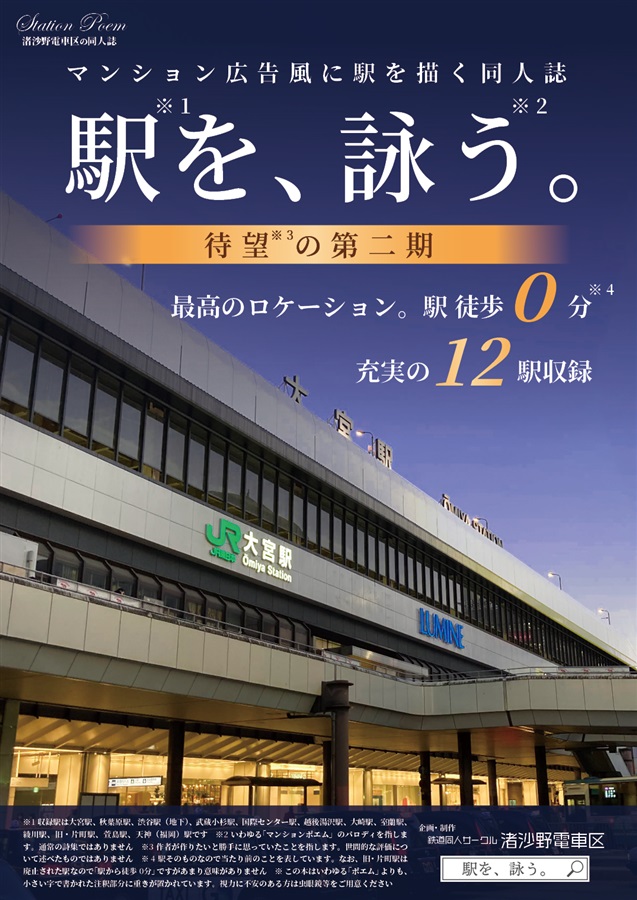 Station Poem
渚沙野電車区の同人誌
マンション広告風に駅を描く同人誌
駅※1を、詠う※2。
待望※3の第二期
最高のロケーション。駅 徒歩0分※4
充実の12駅収録
大宮駅
ŌMIYA STATION
JR 大宮駅
JR東日本 Ōmiya Station
LUMINE
※1 収録駅は大宮駅、秋葉原駅、渋谷駅（地下）、武蔵小杉駅、国際センター駅、越後湯沢駅、大崎駅、室蘭駅、
綾川駅、旧・片町駅、萱島駅、天神（福岡）駅です　※2 いわゆる「マンションポエム」のパロディを指しま
す。通常の詩集ではありません　※3 作者が作りたいと勝手に思っていたことを指します。世間的な評価につ
いて述べたものではありません　※4 駅そのものなので当たり前のことを表しています。なお、旧・片町駅は
廃止された駅なので「駅から徒歩 0分」ですがあまり意味がありません　※ この本はいわゆる「ポエム」よりも、
小さい字で書かれた注釈部分に重きが置かれています。視力に不安のある方は虫眼鏡等をご用意ください
企画・制作
鉄道同人サークル 渚沙野電車区
駅を、詠う。